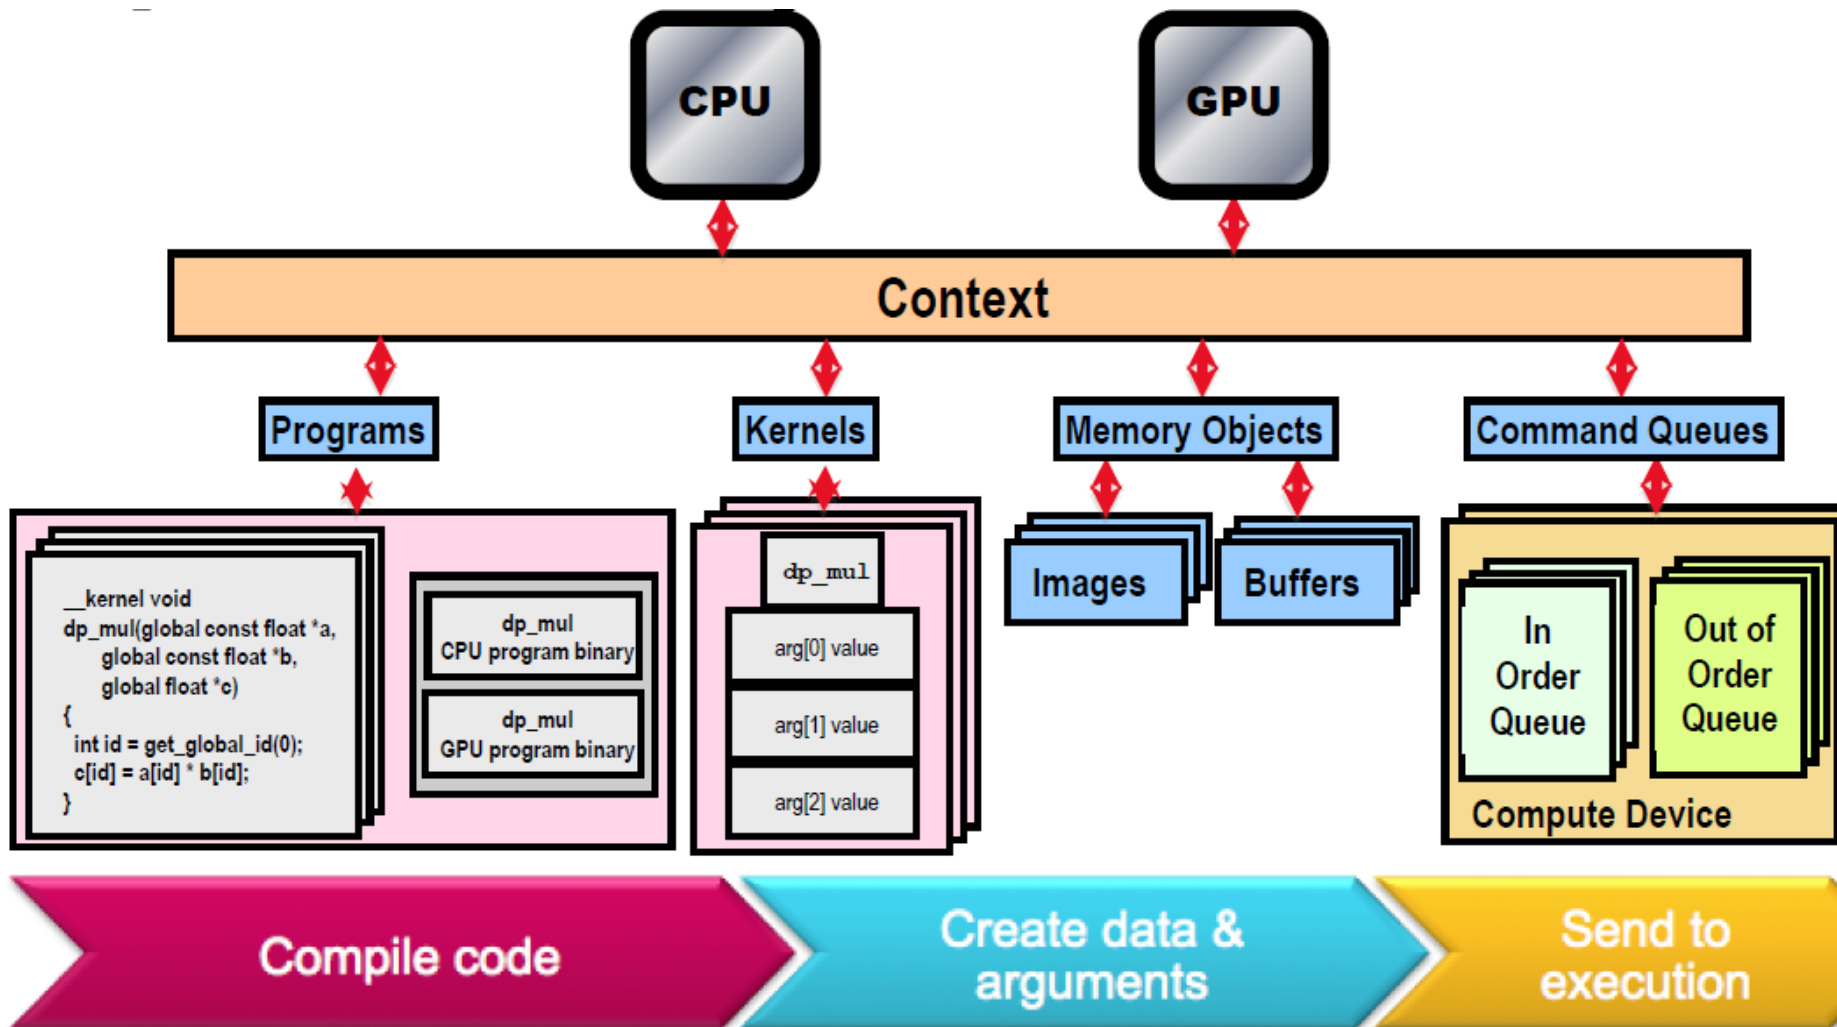 CPU
GPU
Context
Programs
Kernels
Memory Objects
Command Queues
__kernel void
dp_mul(global const float *a,
global const float *b,
global float *c)
{
int id = get_global_id(0);
c[id] = a[id] * b[id];
}
dp_mul
CPU program binary
dp_mul
GPU program binary
dp_mul
arg[0] value
arg[1] value
arg[2] value
Images
Buffers
In
Order
Queue
Out of
Order
Queue
Compute Device
Compile code
Create data &
arguments
Send to
execution